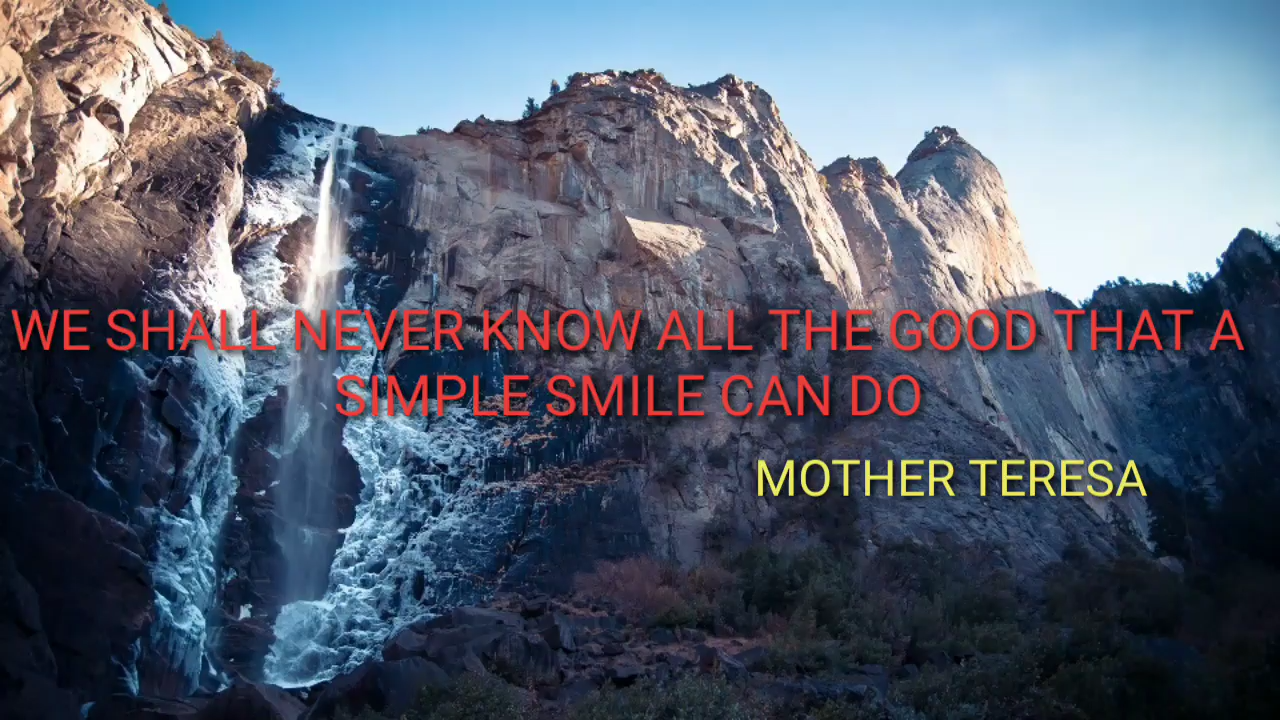 WE SHALL NEVER KNOW ALL THE GOOD THAT A
SIMPLE SMILE CAN DO
MOTHER TERESA